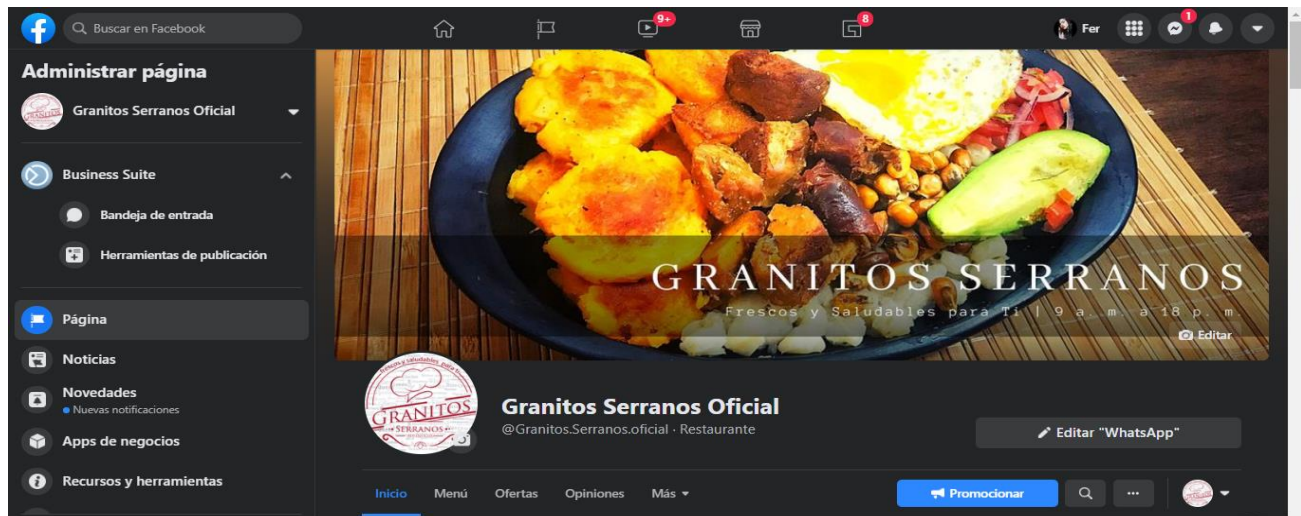 Buscar en Facebook
9+
8
Fer
1
Administrar página
Granitos Serranos Oficial
Business Suite
Bandeja de entrada
Herramientas de publicación
Página
Noticias
Novedades
Nuevas notificaciones
Apps de negocios
Recursos y herramientas
GRANITOS SERRANOS
Frescos y Saludables para Ti | 9 a. m. a 18 p. m.
Editar
GRANITOS
SERRANOS
Granitos Serranos Oficial
@Granitos.Serranos.oficial · Restaurante
Editar "WhatsApp"
Inicio Menú Ofertas Opiniones Más
Promocionar